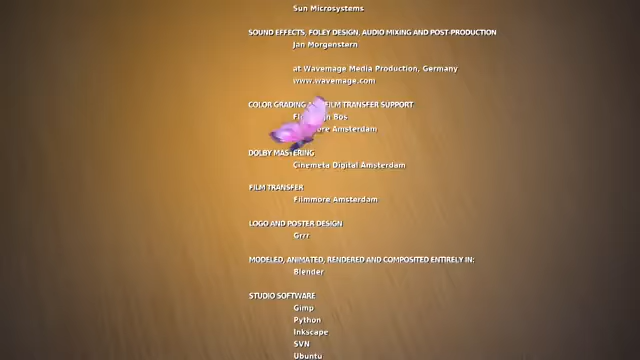 Sun Microsystems
SOUND EFFECTS, FOLEY DESIGN, AUDIO MIXING AND POST-PRODUCTION
Jan Morgenstern
at Wavemage Media Production, Germany
www.wavemage.com
COLOR GRADING FILM TRANSFER SUPPORT
Bos
Amsterdam
DOLBY MASTERING
Cinemeta Digital Amsterdam
FILM TRANSFER
Filmmore Amsterdam
LOGO AND POSTER DESIGN
Grrr
MODELED, ANIMATED, RENDERED AND COMPOSITED ENTIRELY IN:
Blender
STUDIO SOFTWARE
Gimp
Python
Inkscape
SVN
Ubuntu